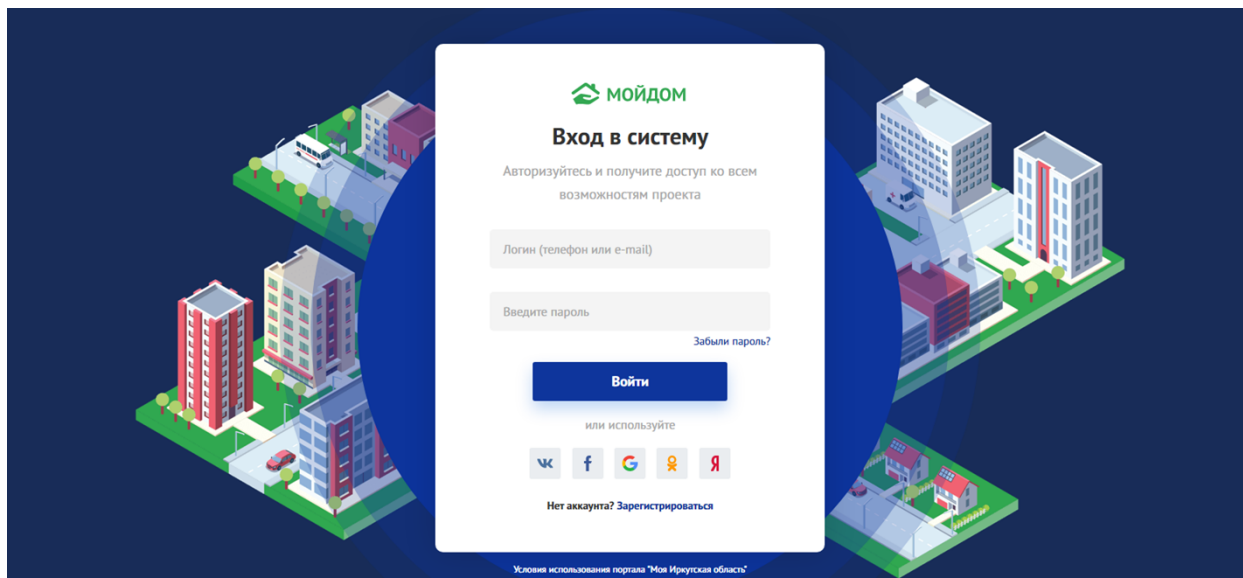 МОЙДОМ
Вход в систему
Авторизуйтесь и получите доступ ко всем
возможностям проекта
Логин (телефон или e-mail)
Введите пароль
Забыли пароль?
Войти
или используйте
Нет аккаунта? Зарегистрироваться
Условия использования портала "Моя Иркутская область"